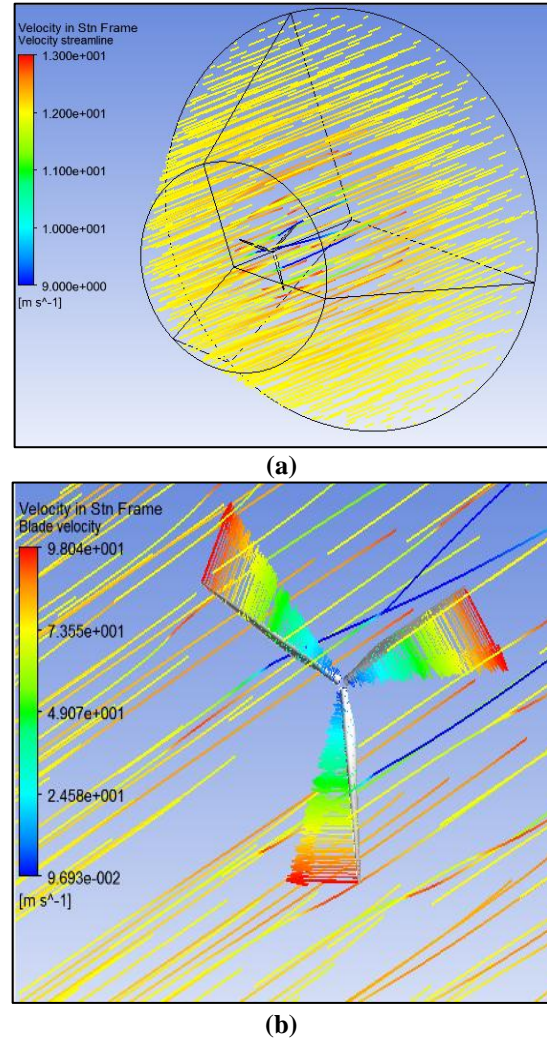 Velocity in Stn Frame
Velocity streamline
1.300e+001
1.200e+001
1.100e+001
1.000e+001
9.000e+000
[m s^-1]
(a)
Velocity in Stn Frame
Blade velocity
9.804e+001
7.355e+001
4.907e+001
2.458e+001
9.693e-002
[m s^-1]
(b)